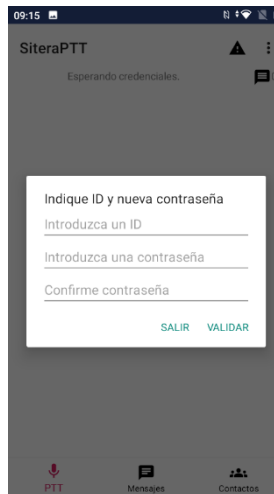 09:15
SiteraPTT
Esperando credenciales.
Indique ID y nueva contraseña
Introduzca un ID
Introduzca una contraseña
Confirme contraseña
SALIR VALIDAR
PTT Mensajes Contactos